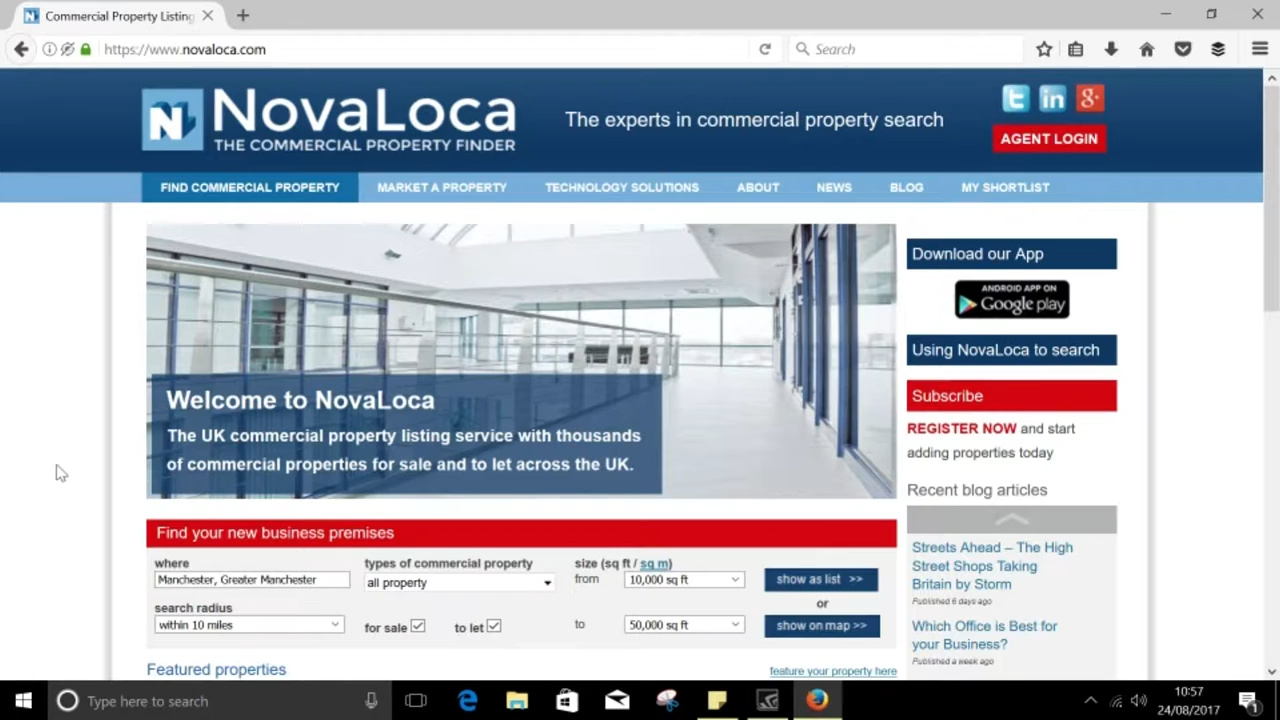 Commercial Property Listing
https://www.novaloca.com
Search
NovaLoca
THE COMMERCIAL PROPERTY FINDER
The experts in commercial property search
AGENT LOGIN
FIND COMMERCIAL PROPERTY
MARKET A PROPERTY
TECHNOLOGY SOLUTIONS
ABOUT
NEWS
BLOG
MY SHORTLIST
Welcome to NovaLoca
The UK commercial property listing service with thousands
of commercial properties for sale and to let across the UK.
Download our App
ANDROID APP ON
Google play
Using NovaLoca to search
Subscribe
REGISTER NOW and start
adding properties today
Recent blog articles
Streets Ahead – The High
Street Shops Taking
Britain by Storm
Published 6 days ago
Which Office is Best for
your Business?
Published a week ago
Find your new business premises
where
Manchester, Greater Manchester
search radius
within 10 miles
types of commercial property
all property
for sale
to let
size (sq ft / sq m)
from
10,000 sq ft
to
50,000 sq ft
show as list >>
or
show on map >>
Featured properties
feature your property here
Type here to search
10:57
24/08/2017
1